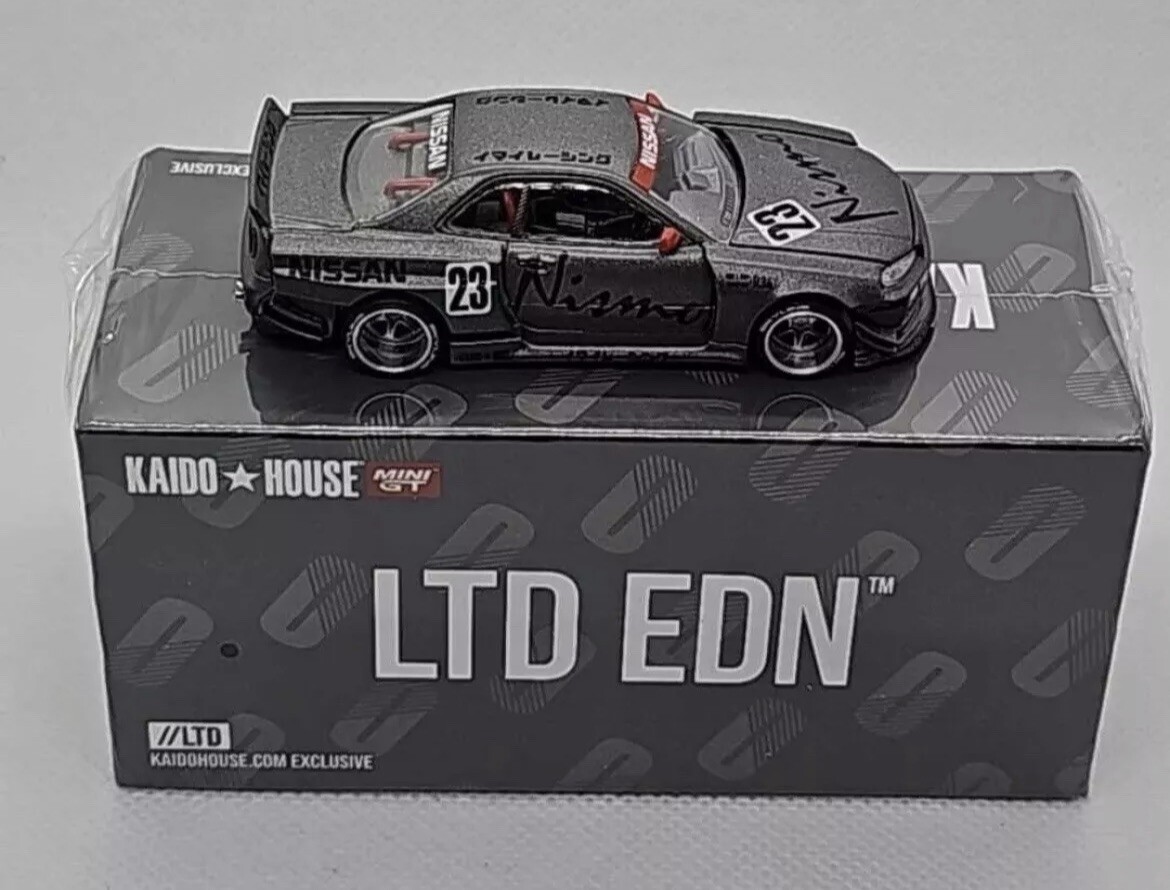 EXCLUSIVE
NISSAN
イマイレーシング
NISSAN
Nismo
23
NISSAN
23
Nismo
K
KAIDO★HOUSE
MINI GT
LTD EDN™
//LTD
KAIDOHOUSE.COM EXCLUSIVE